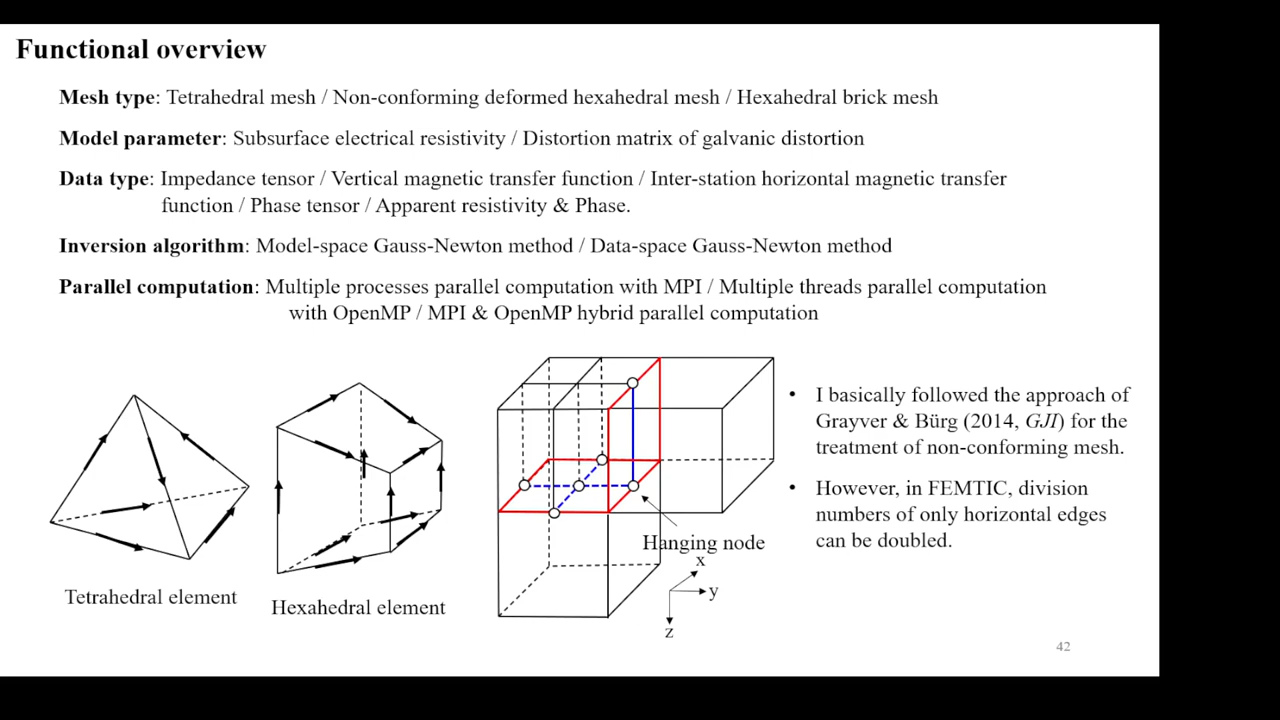 Functional overview
Mesh type: Tetrahedral mesh / Non-conforming deformed hexahedral mesh / Hexahedral brick mesh
Model parameter: Subsurface electrical resistivity / Distortion matrix of galvanic distortion
Data type: Impedance tensor / Vertical magnetic transfer function / Inter-station horizontal magnetic transfer
function / Phase tensor / Apparent resistivity & Phase.
Inversion algorithm: Model-space Gauss-Newton method / Data-space Gauss-Newton method
Parallel computation: Multiple processes parallel computation with MPI / Multiple threads parallel computation
with OpenMP / MPI & OpenMP hybrid parallel computation
Tetrahedral element
Hexahedral element
Hanging node
x
y
z
• I basically followed the approach of
Grayver & Bürg (2014, GJI) for the
treatment of non-conforming mesh.
• However, in FEMTIC, division
numbers of only horizontal edges
can be doubled.
42